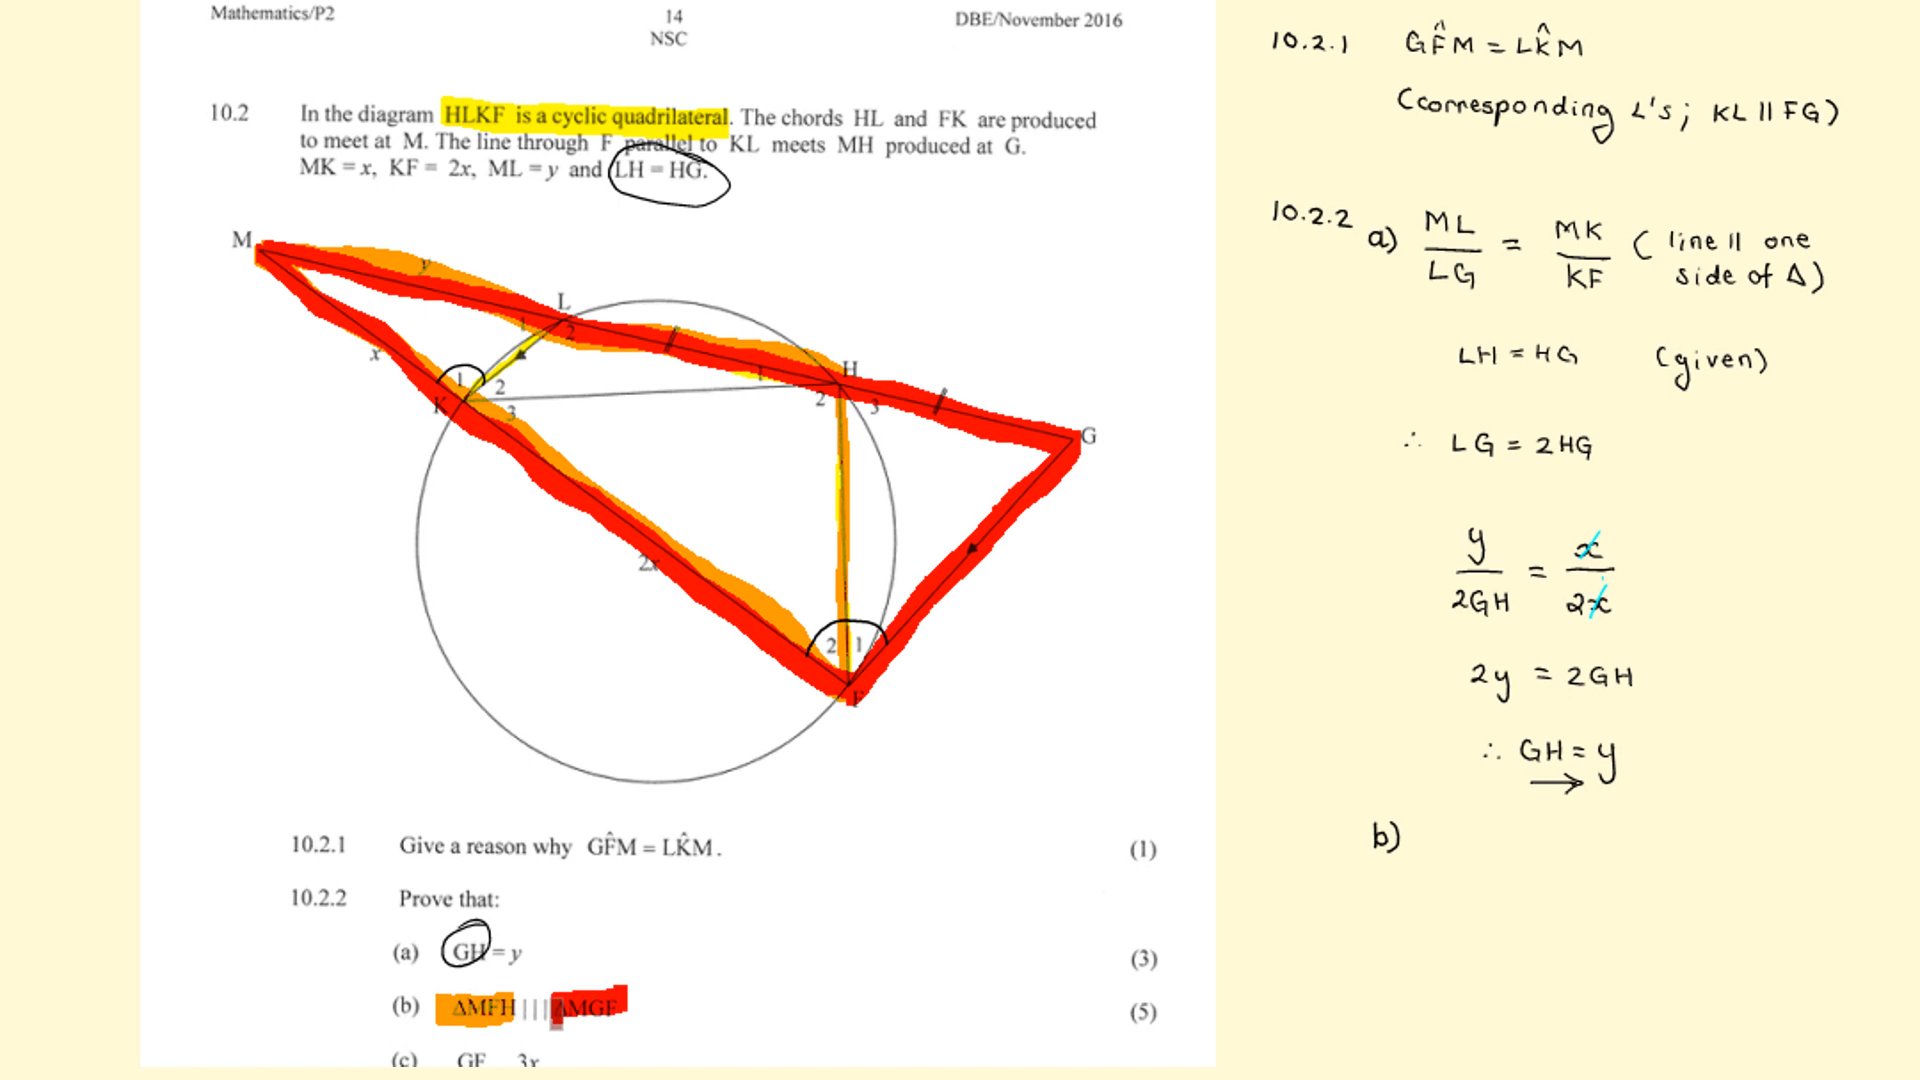 Mathematics/P2
14
DBE/November 2016
NSC
10.2 In the diagram HLKF is a cyclic quadrilateral. The chords HL and FK are produced
to meet at M. The line through F parallel to KL meets MH produced at G.
MK = x, KF = 2x, ML = y and LH = HG.
M
y
L
1
2
x
H
1
2
K
3
1
2
3
G
2x
2
1
F
10.2.1 Give a reason why GF̂M = LK̂M. (1)
10.2.2 Prove that:
(a) GH = y (3)
(b) ΔMFH ||| ΔMGF (5)
(c) GF 3x
10.2.1 GF̂M = LK̂M
(corresponding ∠'s; KL || FG)
10.2.2 a) ML/LG = MK/KF (line || one
side of Δ)
LH = HG (given)
∴ LG = 2HG
y/2GH = x/2x
2y = 2GH
∴ GH = y
b)